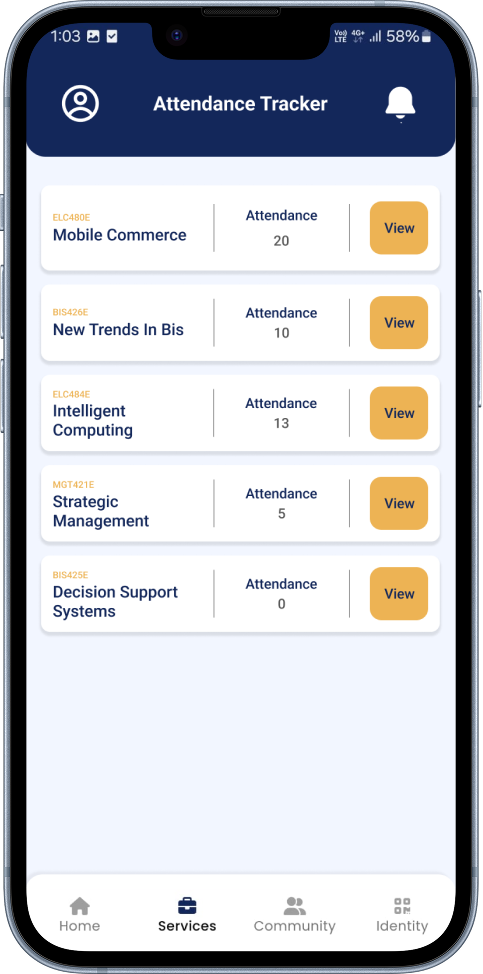 1:03
Vo)) LTE 4G+ 58%
Attendance Tracker
ELC480E
Mobile Commerce
Attendance
20
View
BIS426E
New Trends In Bis
Attendance
10
View
ELC484E
Intelligent
Computing
Attendance
13
View
MGT421E
Strategic
Management
Attendance
5
View
BIS425E
Decision Support
Systems
Attendance
0
View
Home
Services
Community
Identity